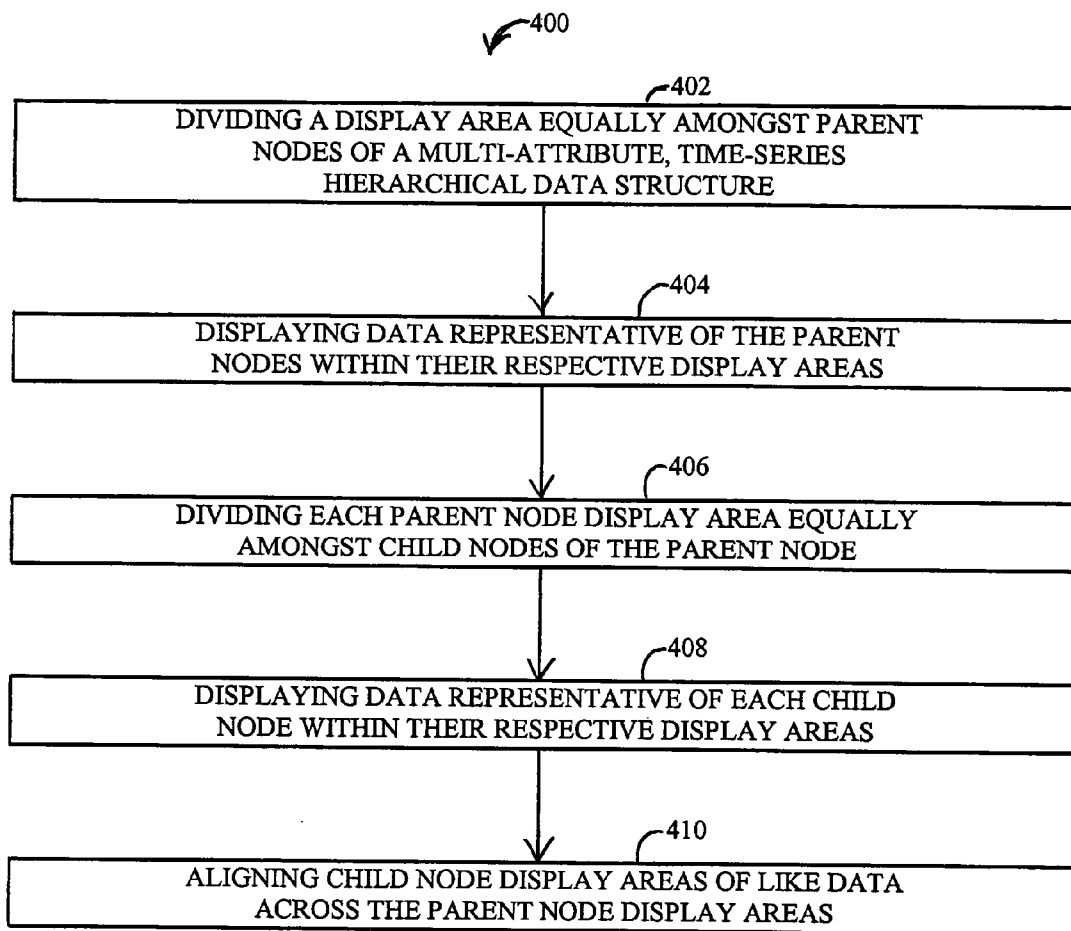 400
402
DIVIDING A DISPLAY AREA EQUALLY AMONGST PARENT
NODES OF A MULTI-ATTRIBUTE, TIME-SERIES
HIERARCHICAL DATA STRUCTURE
404
DISPLAYING DATA REPRESENTATIVE OF THE PARENT
NODES WITHIN THEIR RESPECTIVE DISPLAY AREAS
406
DIVIDING EACH PARENT NODE DISPLAY AREA EQUALLY
AMONGST CHILD NODES OF THE PARENT NODE
408
DISPLAYING DATA REPRESENTATIVE OF EACH CHILD
NODE WITHIN THEIR RESPECTIVE DISPLAY AREAS
410
ALIGNING CHILD NODE DISPLAY AREAS OF LIKE DATA
ACROSS THE PARENT NODE DISPLAY AREAS